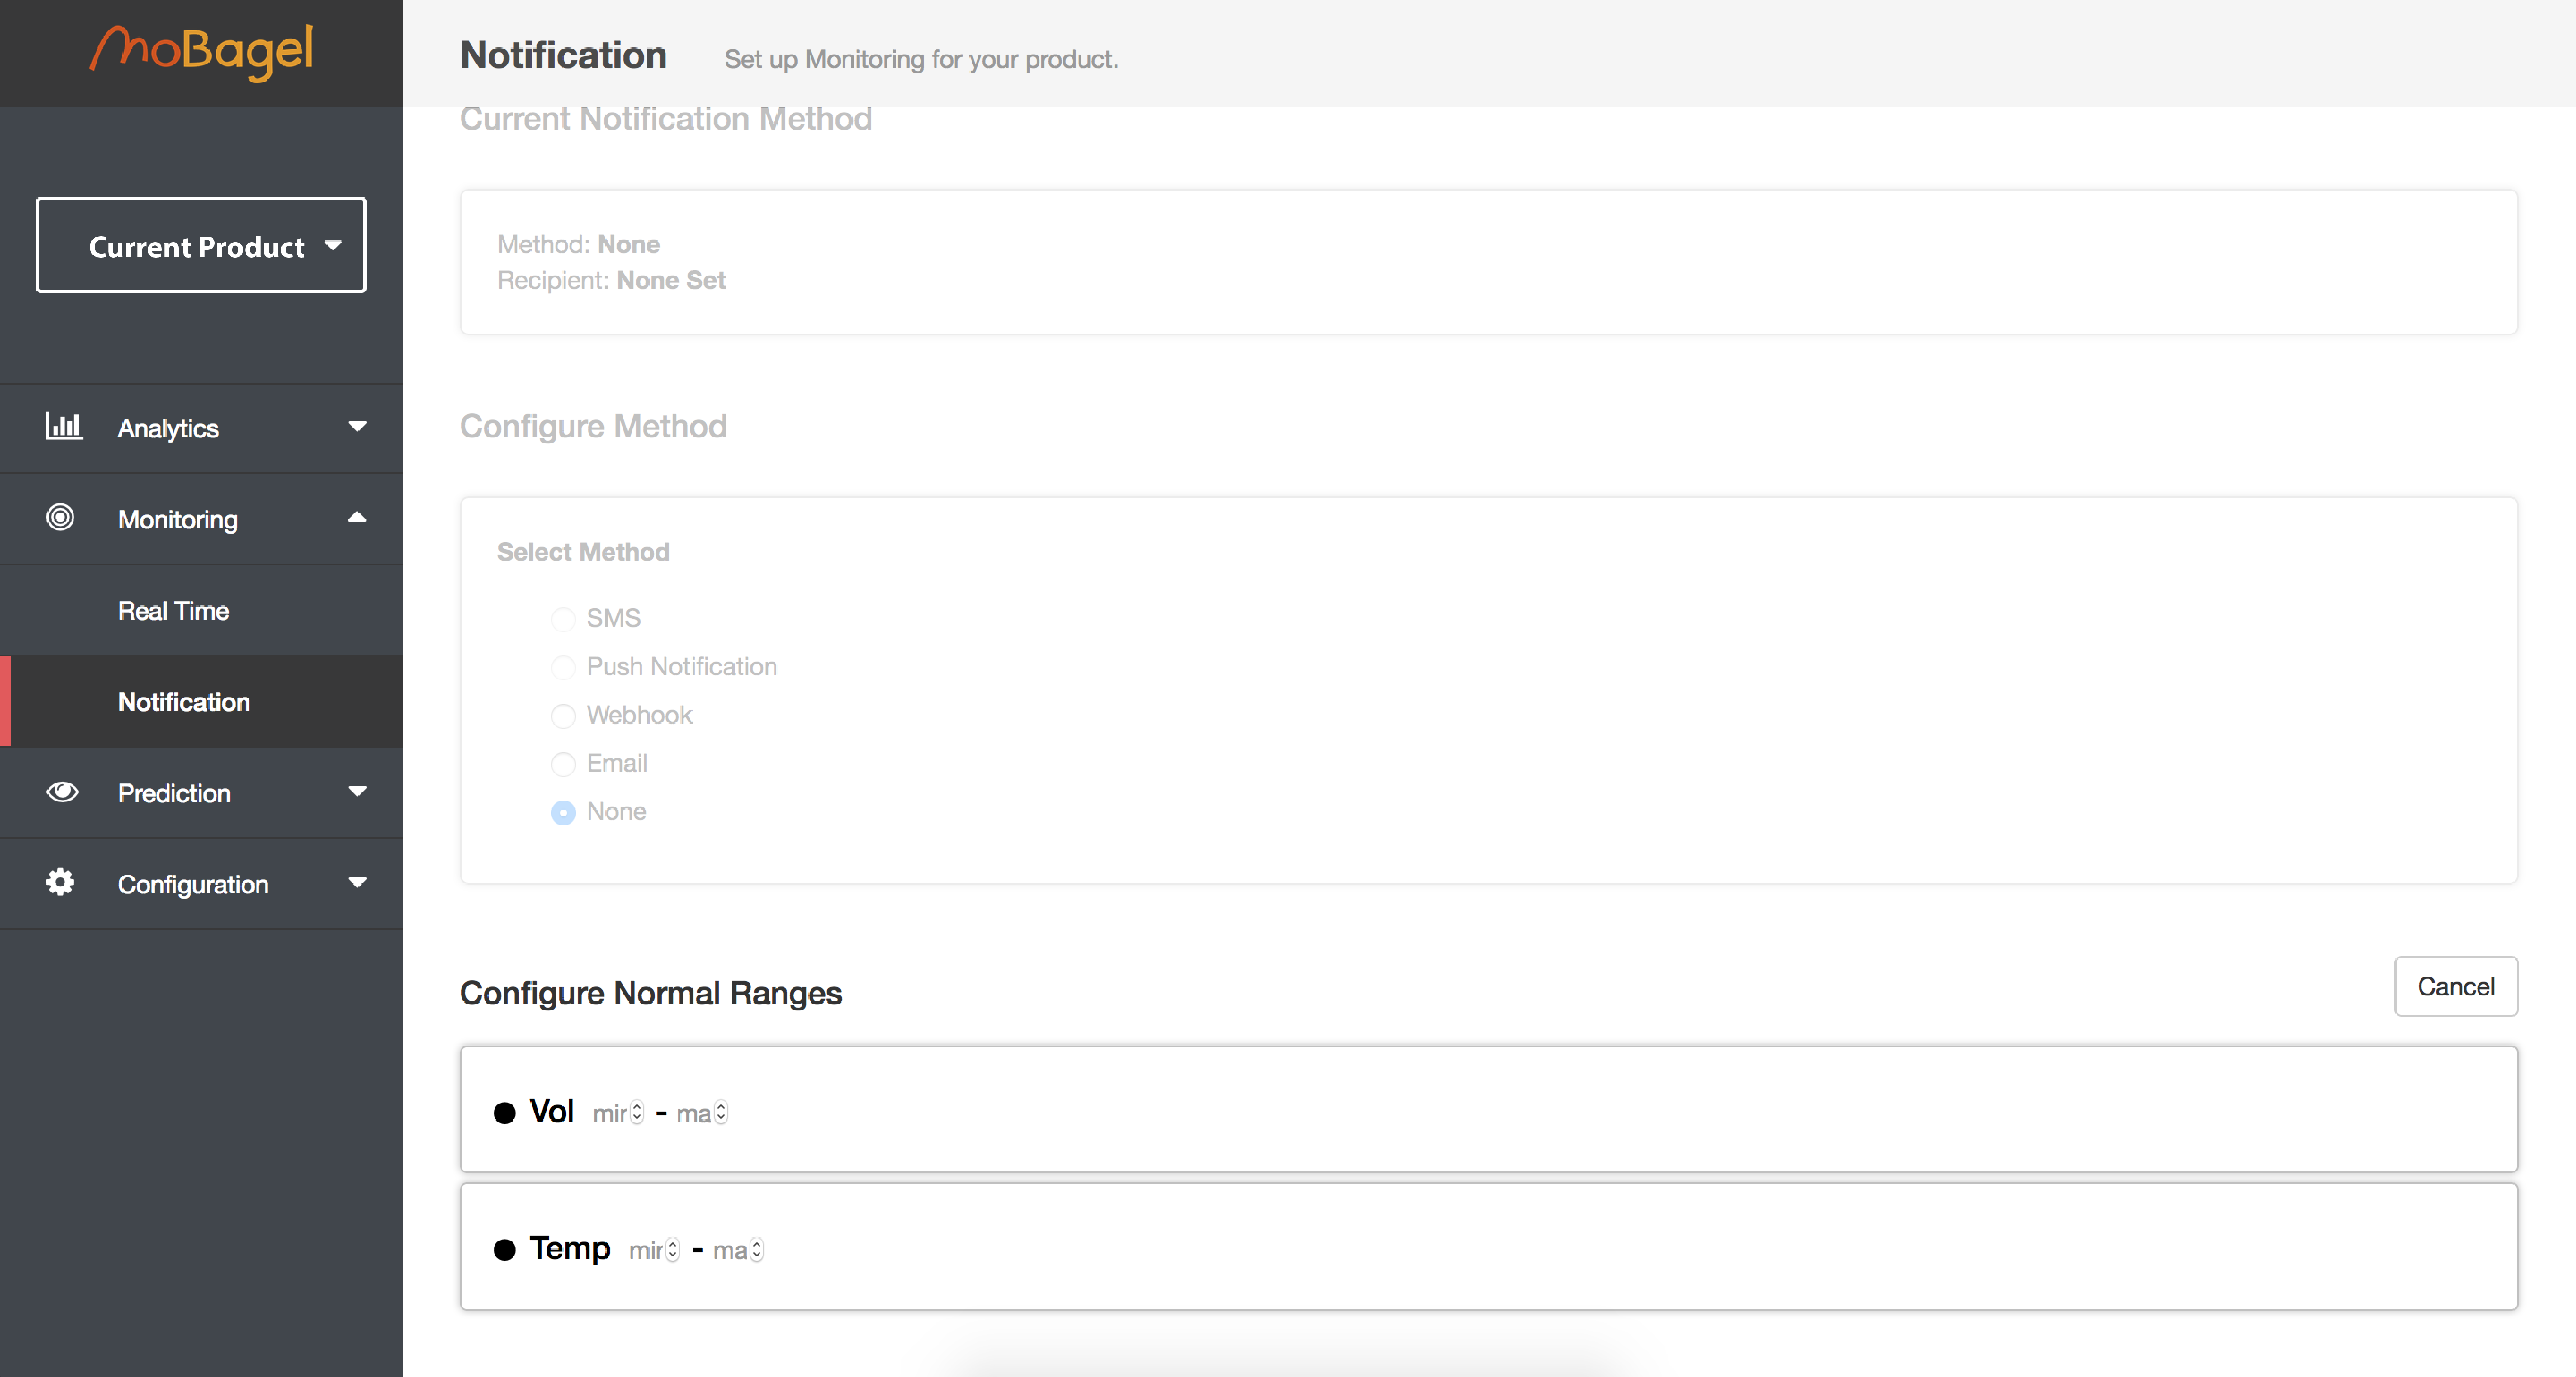 MoBagel
Notification
Set up Monitoring for your product.
Current Product
Analytics
Monitoring
Real Time
Notification
Prediction
Configuration
Current Notification Method
Method: None
Recipient: None Set
Configure Method
Select Method
SMS
Push Notification
Webhook
Email
None
Configure Normal Ranges
Cancel
Vol mir - ma
Temp mir - ma